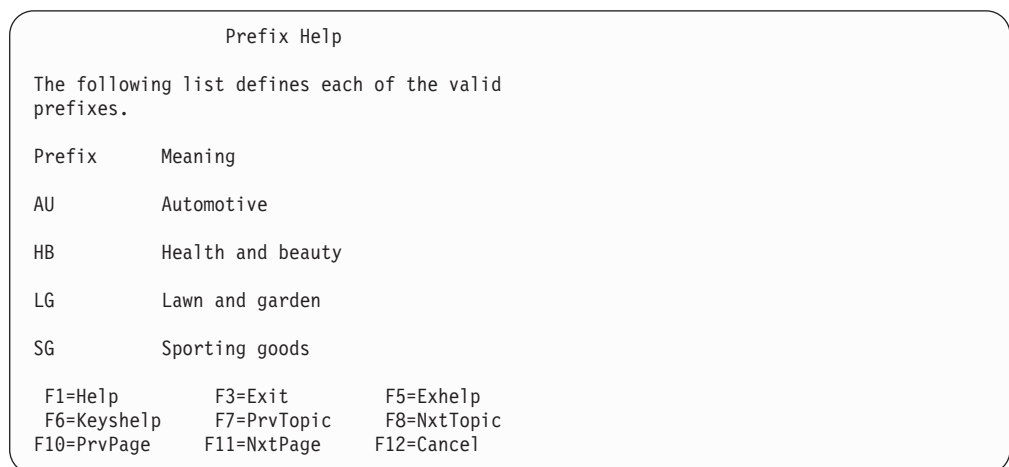 Prefix Help
The following list defines each of the valid
prefixes.
Prefix Meaning
AU Automotive
HB Health and beauty
LG Lawn and garden
SG Sporting goods
F1=Help F3=Exit F5=Exhelp
F6=Keyshelp F7=PrvTopic F8=NxtTopic
F10=PrvPage F11=NxtPage F12=Cancel